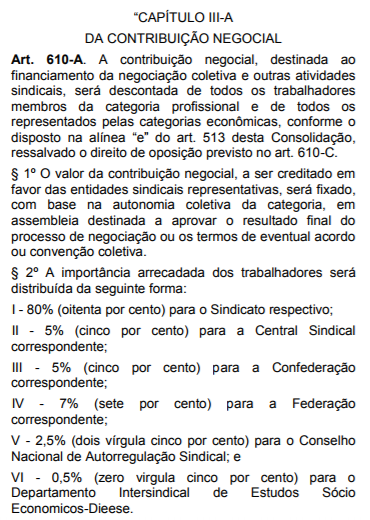 “CAPÍTULO III-A
DA CONTRIBUIÇÃO NEGOCIAL
Art. 610-A. A contribuição negocial, destinada ao
financiamento da negociação coletiva e outras atividades
sindicais, será descontada de todos os trabalhadores
membros da categoria profissional e de todos os
representados pelas categorias econômicas, conforme o
disposto na alínea “e” do art. 513 desta Consolidação,
ressalvado o direito de oposição previsto no art. 610-C.
§ 1º O valor da contribuição negocial, a ser creditado em
favor das entidades sindicais representativas, será fixado,
com base na autonomia coletiva da categoria, em
assembleia destinada a aprovar o resultado final do
processo de negociação ou os termos de eventual acordo
ou convenção coletiva.
§ 2º A importância arrecadada dos trabalhadores será
distribuída da seguinte forma:
I - 80% (oitenta por cento) para o Sindicato respectivo;
II - 5% (cinco por cento) para a Central Sindical
correspondente;
III - 5% (cinco por cento) para a Confederação
correspondente;
IV - 7% (sete por cento) para a Federação
correspondente;
V - 2,5% (dois vírgula cinco por cento) para o Conselho
Nacional de Autorregulação Sindical; e
VI - 0,5% (zero virgula cinco por cento) para o
Departamento Intersindical de Estudos Sócio
Economicos-Dieese.